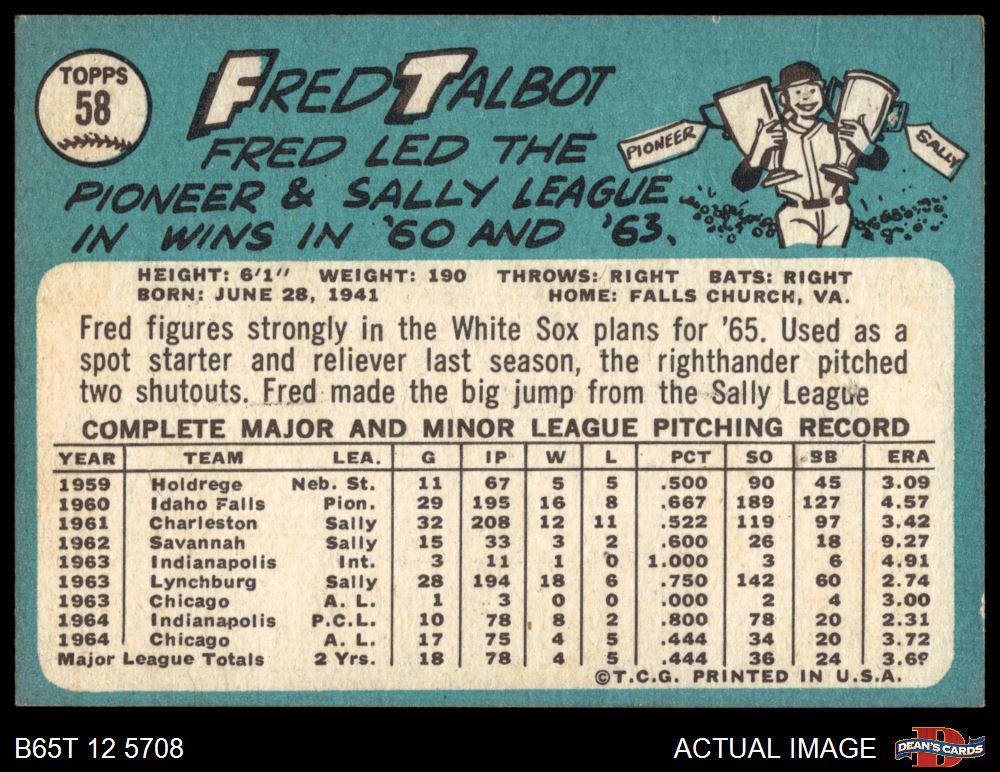 TOPPS
58
FRED TALBOT
FRED LED THE
PIONEER & SALLY LEAGUE
IN WINS IN '60 AND '63.
PIONEER
SALLY
HEIGHT: 6'1" WEIGHT: 190 THROWS: RIGHT BATS: RIGHT
BORN: JUNE 28, 1941 HOME: FALLS CHURCH, VA.
Fred figures strongly in the White Sox plans for '65. Used as a
spot starter and reliever last season, the righthander pitched
two shutouts. Fred made the big jump from the Sally League
COMPLETE MAJOR AND MINOR LEAGUE PITCHING RECORD
YEAR TEAM LEA. G IP W L PCT SO BB ERA
1959 Holdrege Neb. St. 11 67 5 5 .500 90 45 3.09
1960 Idaho Falls Pion. 29 195 16 8 .667 189 127 4.57
1961 Charleston Sally 32 208 12 11 .522 119 97 3.42
1962 Savannah Sally 15 33 3 2 .600 26 18 9.27
1963 Indianapolis Int. 3 11 1 0 1.000 3 6 4.91
1963 Lynchburg Sally 28 194 18 6 .750 142 60 2.74
1963 Chicago A. L. 1 3 0 0 .000 2 4 3.00
1964 Indianapolis P.C.L. 10 78 8 2 .800 78 20 2.31
1964 Chicago A. L. 17 75 4 5 .444 34 20 3.72
Major League Totals 2 Yrs. 18 78 4 5 .444 36 24 3.69
©T.C.G. PRINTED IN U.S.A.
B65T 12 5708 ACTUAL IMAGE DEAN'S CARDS